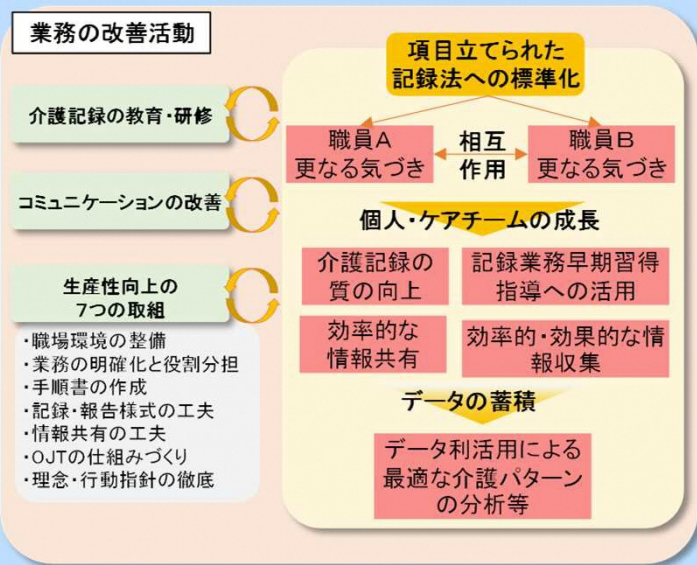 業務の改善活動
介護記録の教育・研修
コミュニケーションの改善
生産性向上の
7つの取組
・職場環境の整備
・業務の明確化と役割分担
・手順書の作成
・記録・報告様式の工夫
・情報共有の工夫
・OJTの仕組みづくり
・理念・行動指針の徹底
項目立てられた
記録法への標準化
職員A
更なる気づき
相互
作用
職員B
更なる気づき
個人・ケアチームの成長
介護記録の
質の向上
記録業務早期習得
指導への活用
効率的な
情報共有
効率的・効果的な情
報収集
データの蓄積
データ利活用による
最適な介護パターン
の分析等